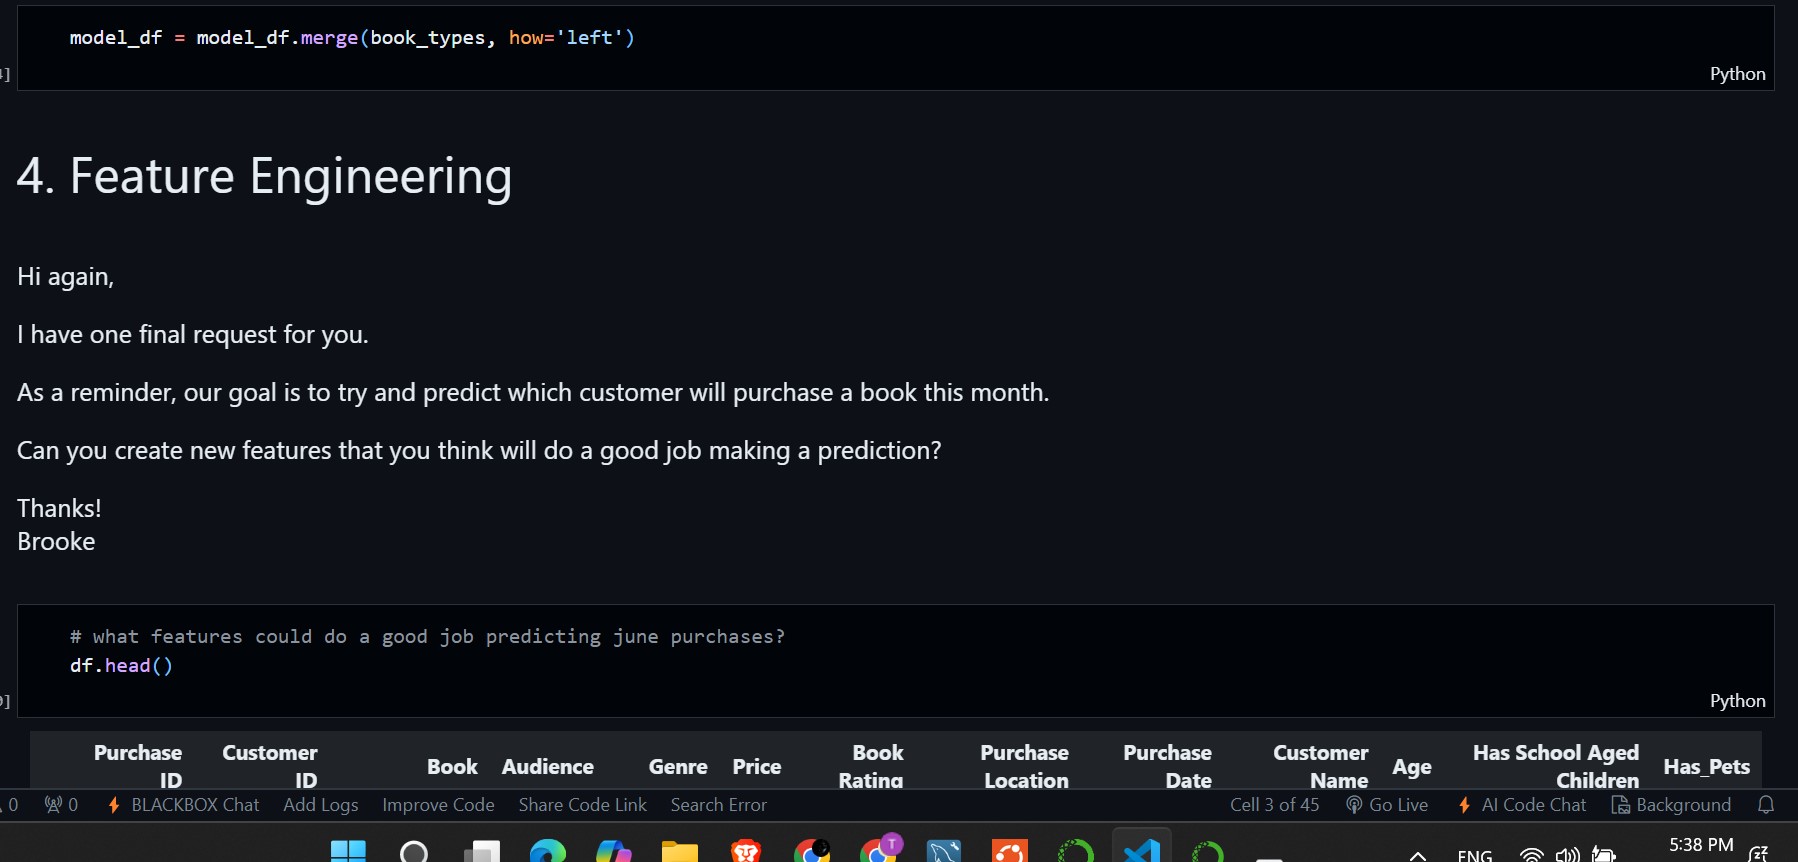 model_df = model_df.merge(book_types, how='left')
]
Python
4. Feature Engineering
Hi again,
I have one final request for you.
As a reminder, our goal is to try and predict which customer will purchase a book this month.
Can you create new features that you think will do a good job making a prediction?
Thanks!
Brooke
# what features could do a good job predicting june purchases?
df.head()
]
Python
Purchase ID Customer ID Book Audience Genre Price Book Rating Purchase Location Purchase Date Customer Name Age Has School Aged Children Has_Pets
0 0 BLACKBOX Chat Add Logs Improve Code Share Code Link Search Error Cell 3 of 45 Go Live AI Code Chat Background
T
ENG 5:38 PM